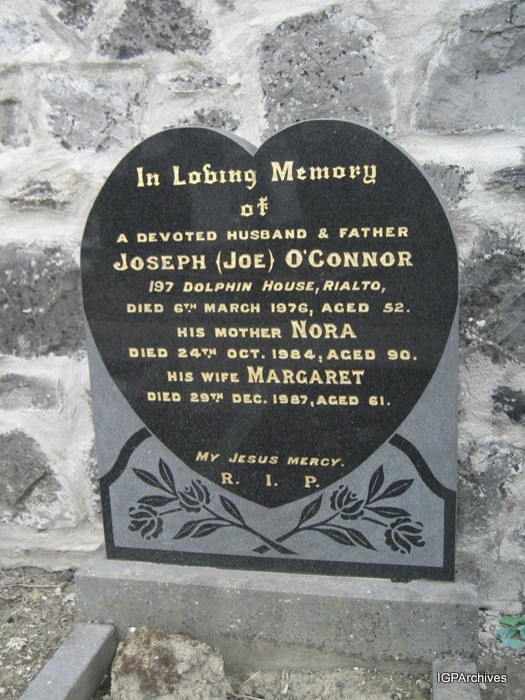 In Loving Memory
of
A DEVOTED HUSBAND & FATHER
JOSEPH (JOE) O'CONNOR
197 DOLPHIN HOUSE, RIALTO,
DIED 6TH MARCH 1976, AGED 52.
HIS MOTHER NORA
DIED 24TH OCT. 1984, AGED 90.
HIS WIFE MARGARET
DIED 29TH DEC. 1987, AGED 61.
MY JESUS MERCY.
R. I. P.
IGPArchives